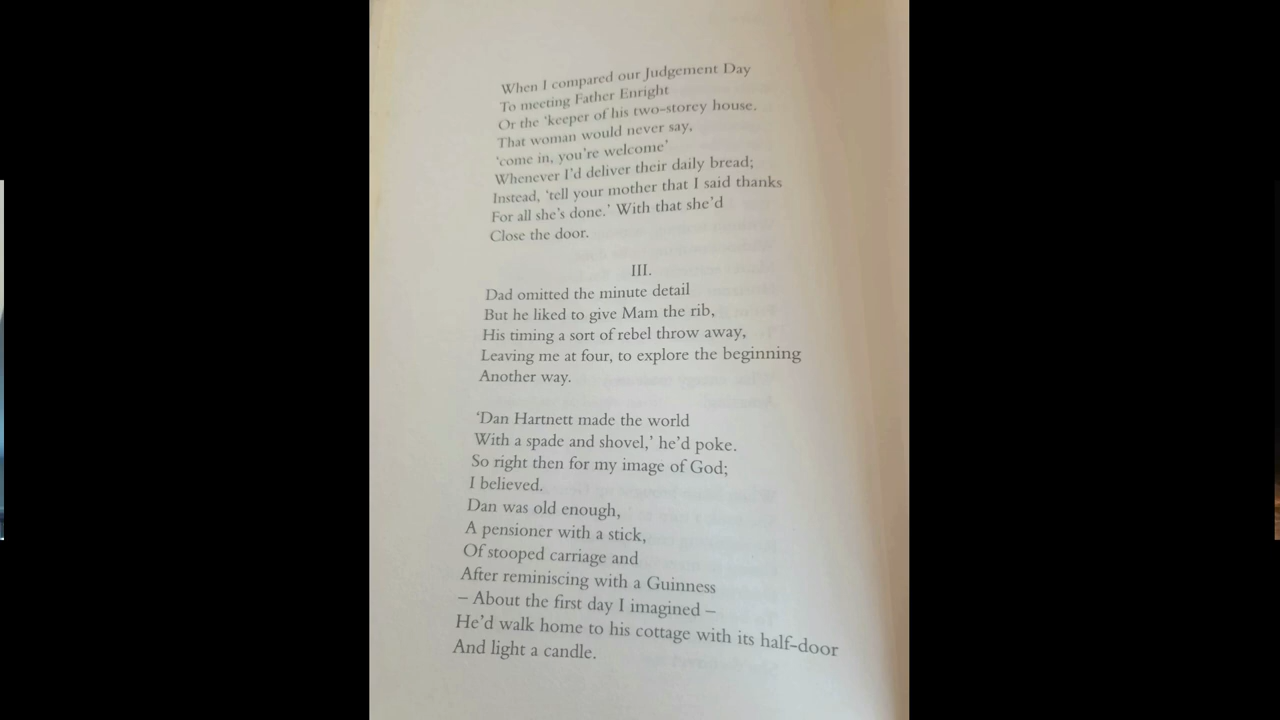 When I compared our Judgement Day
To meeting Father Enright
Or the 'keeper of his two-storey house.
That woman would never say,
'come in, you're welcome'
Whenever I'd deliver their daily bread;
Instead, 'tell your mother that I said thanks
For all she's done.' With that she'd
Close the door.
III.
Dad omitted the minute detail
But he liked to give Mam the rib,
His timing a sort of rebel throw away,
Leaving me at four, to explore the beginning
Another way.
'Dan Hartnett made the world
With a spade and shovel,' he'd poke.
So right then for my image of God;
I believed.
Dan was old enough,
A pensioner with a stick,
Of stooped carriage and
After reminiscing with a Guinness
– About the first day I imagined –
He'd walk home to his cottage with its half-door
And light a candle.